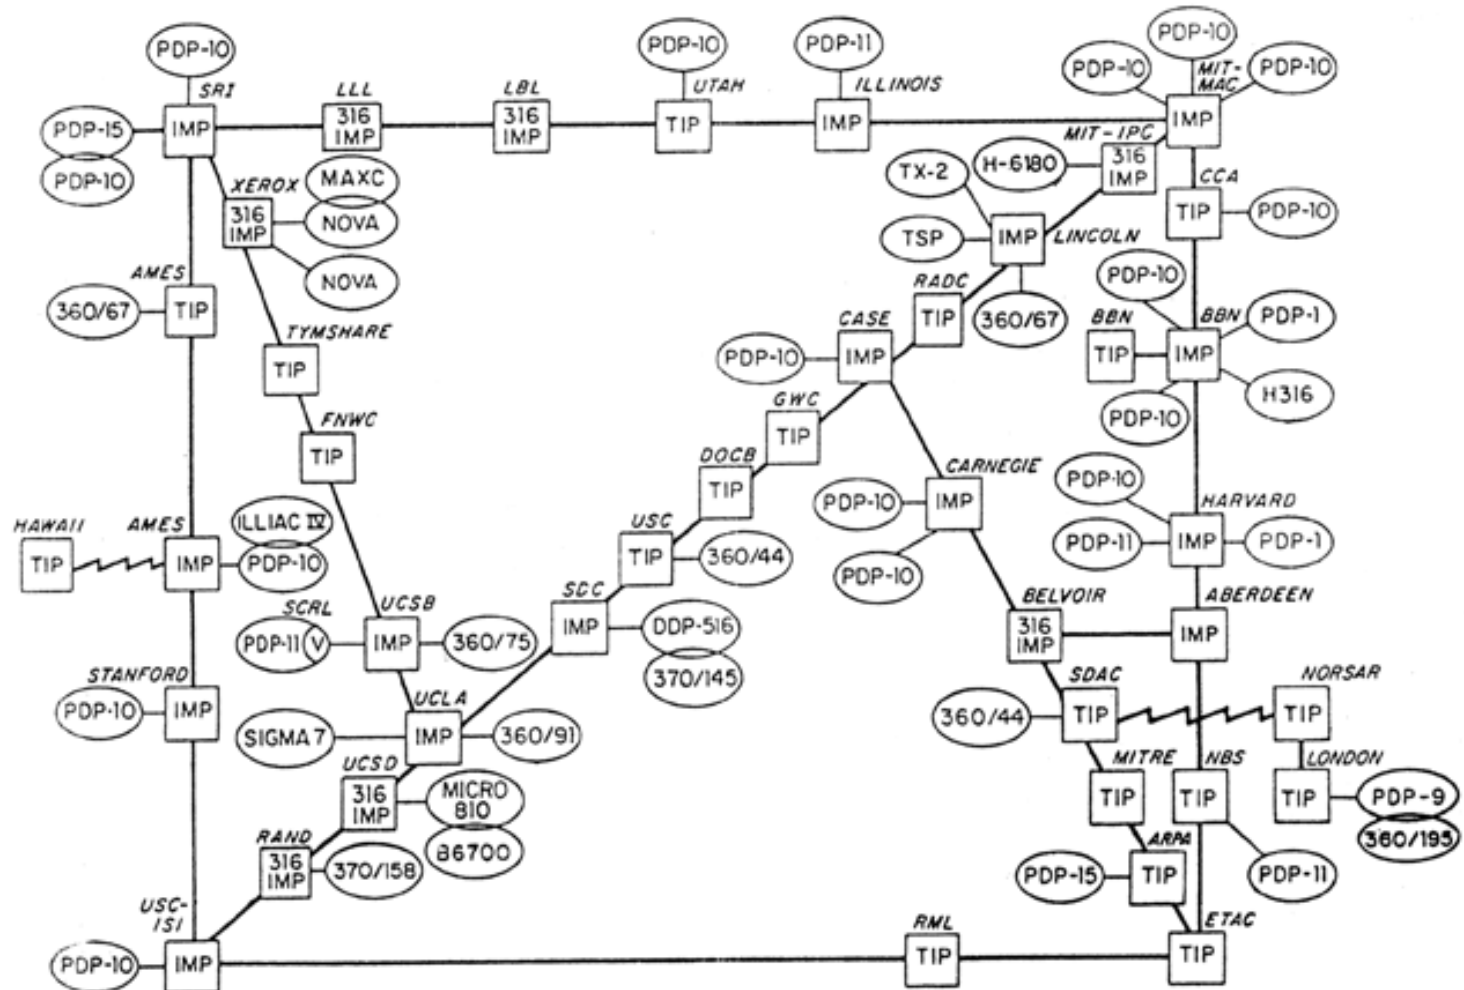 PDP-10
SRI
IMP
PDP-15
PDP-10
LLL
316
IMP
LBL
316
IMP
PDP-10
UTAH
TIP
PDP-11
ILLINOIS
IMP
PDP-10
PDP-10
PDP-10
MIT-
MAC
IMP
MIT-IPC
316
IMP
H-6180
CCA
TIP
PDP-10
XEROX
316
IMP
MAXC
NOVA
NOVA
TX-2
TSP
IMP
LINCOLN
360/67
AMES
TIP
360/67
RADC
TIP
CASE
IMP
PDP-10
BBN
TIP
PDP-10
BBN
IMP
PDP-1
H316
PDP-10
TYMSHARE
TIP
FNWC
TIP
GWC
TIP
DOCB
TIP
CARNEGIE
IMP
PDP-10
PDP-10
PDP-10
HARVARD
PDP-11
IMP
PDP-1
HAWAII
TIP
AMES
IMP
ILLIAC IV
PDP-10
USC
TIP
360/44
SDC
IMP
DDP-516
370/145
SCRL
PDP-11
V
UCSB
IMP
360/75
BELVOIR
316
IMP
ABERDEEN
IMP
STANFORD
PDP-10
IMP
UCLA
SIGMA7
IMP
360/91
SDAC
360/44
TIP
NORSAR
TIP
UCSD
316
IMP
MICRO
810
B6700
MITRE
TIP
NBS
TIP
PDP-11
LONDON
TIP
PDP-9
360/195
RAND
316
IMP
370/158
ARPA
PDP-15
TIP
USC-
ISI
PDP-10
IMP
RML
TIP
ETAC
TIP